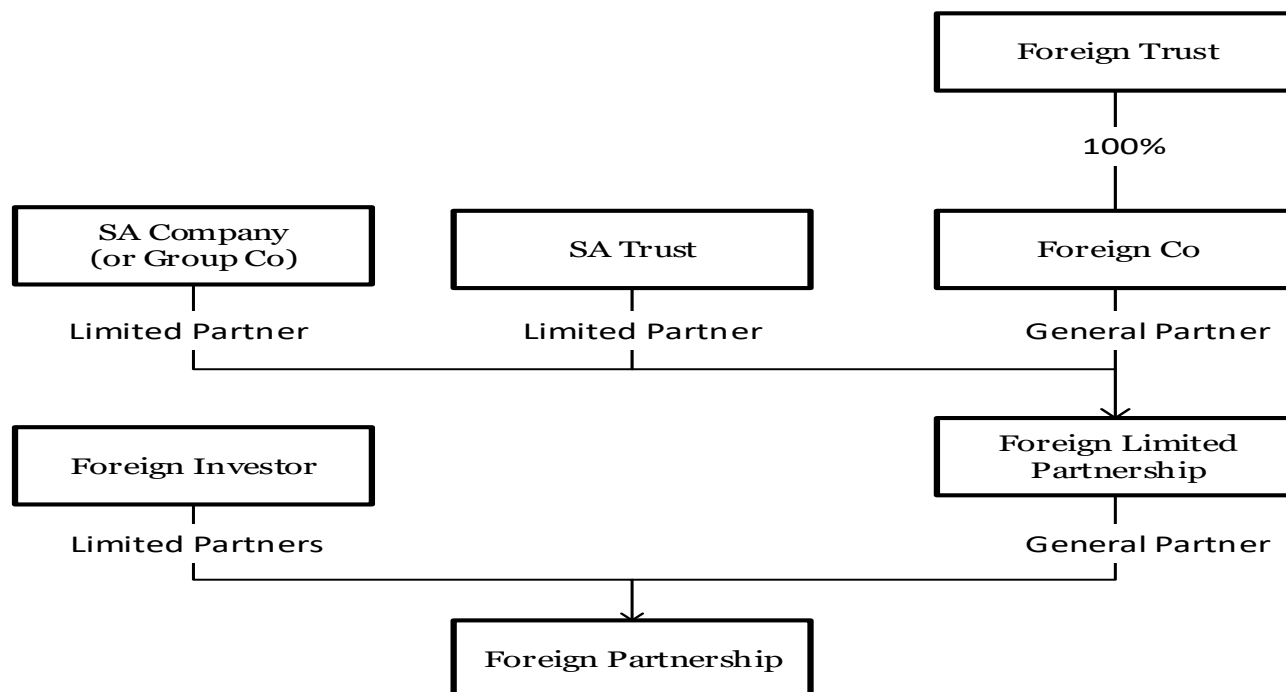 Foreign Trust
100%
SA Company
(or Group Co)
SA Trust
Foreign Co
Limited Partner
Limited Partner
General Partner
Foreign Investor
Foreign Limited
Partnership
Limited Partners
General Partner
Foreign Partnership